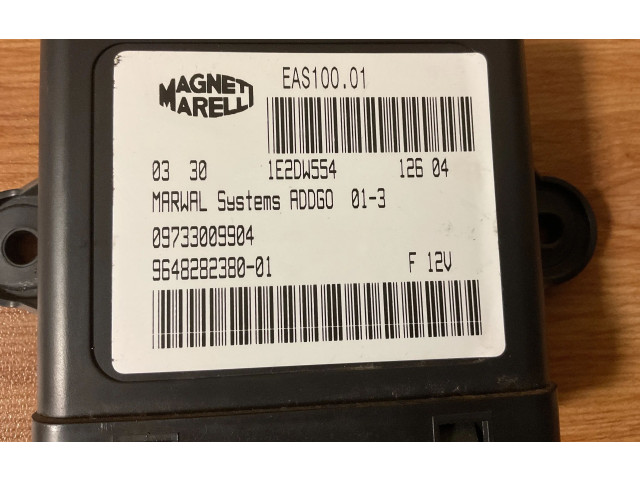 MAGNETI
MARELLI
EAS100.01
03 30 1E2DW554 126 04
MARWAL Systems ADDGO 01-3
09733009904
9648282380-01 F 12V